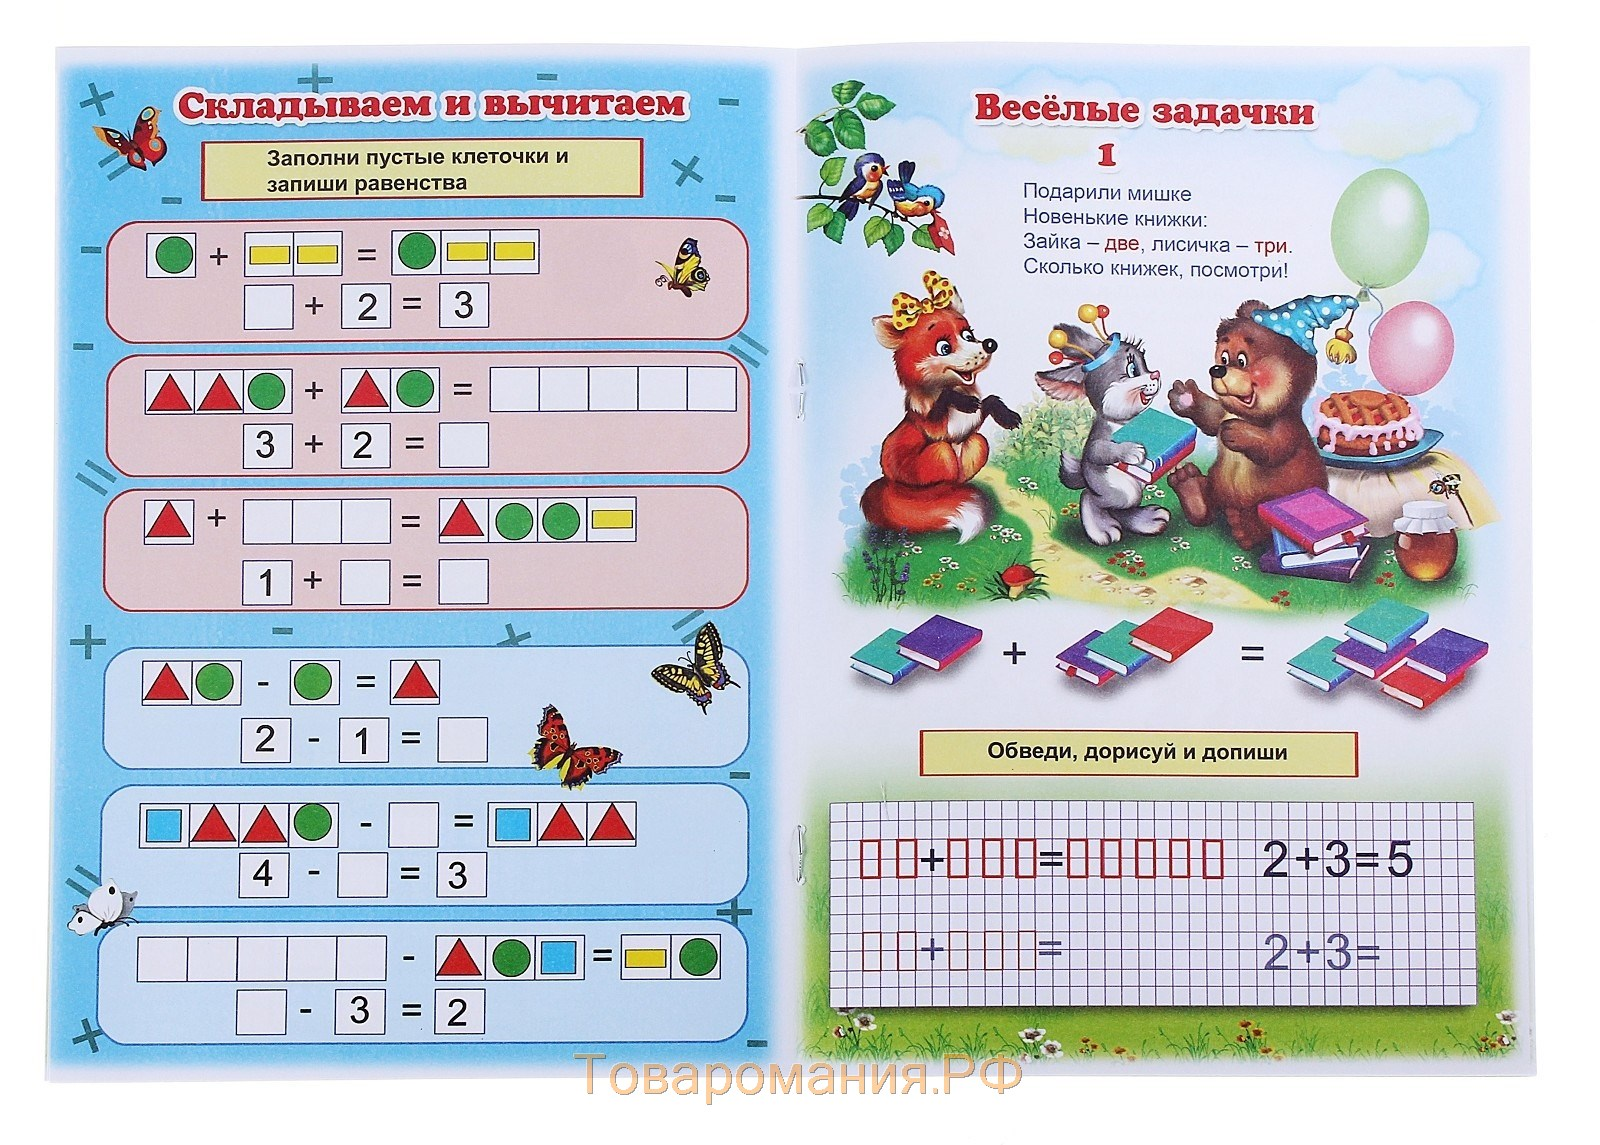 Складываем и вычитаем
Заполни пустые клеточки и
запиши равенства
+ =
+ 2 = 3
+ =
3 + 2 =
+ =
1 + =
- =
2 - 1 =
- =
4 - = 3
- =
- 3 = 2
Весёлые задачки
1
Подарили мишке
Новенькие книжки:
Зайка – две, лисичка – три.
Сколько книжек, посмотри!
+ =
Обведи, дорисуй и допиши
+ = 2+3=5
+ = 2+3=
Товаромания.РФ